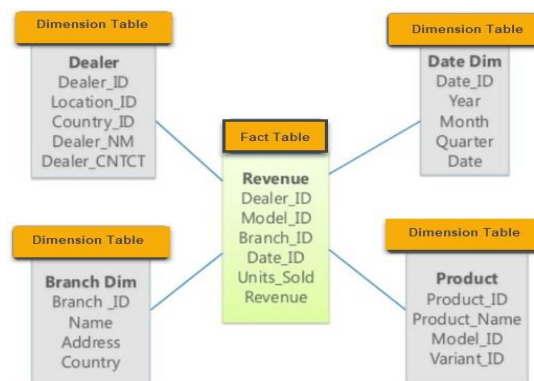 Dimension Table
Dealer
Dealer_ID
Location_ID
Country_ID
Dealer_NM
Dealer_CNTCT
Dimension Table
Date Dim
Date_ID
Year
Month
Quarter
Date
Fact Table
Revenue
Dealer_ID
Model_ID
Branch_ID
Date_ID
Units_Sold
Revenue
Dimension Table
Branch Dim
Branch _ID
Name
Address
Country
Dimension Table
Product
Product_ID
Product_Name
Model_ID
Variant_ID